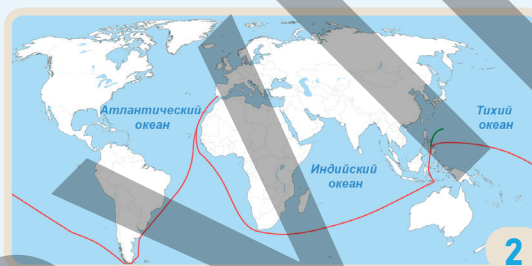 Атлантический
океан
Тихий
океан
Индийский
океан
2